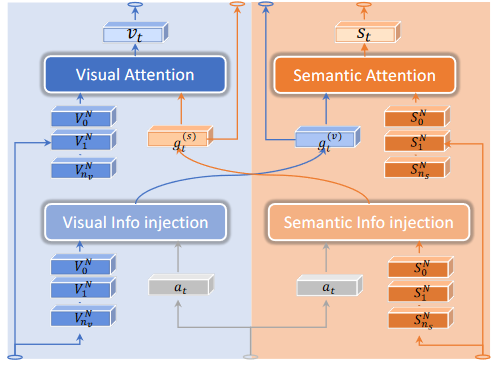 v_t
s_t
Visual Attention
Semantic Attention
V_0^N
V_1^N
V_{n_v}^N
g_t^{(s)}
g_t^{(v)}
S_0^N
S_1^N
S_{n_s}^N
Visual Info injection
Semantic Info injection
V_0^N
V_1^N
V_{n_v}^N
a_t
a_t
S_0^N
S_1^N
S_{n_s}^N